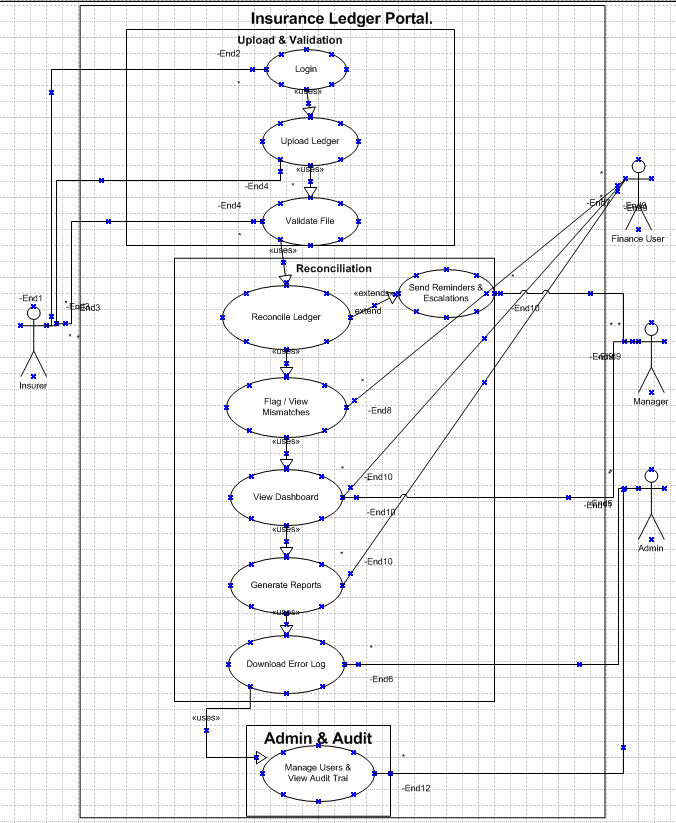 Insurance Ledger Portal.
Upload & Validation
-End2
Login
*
«uses»
Upload Ledger
«uses»
-End4
*
*
-End4
Validate File
*
*
Finance User
«uses»
Reconciliation
Send Reminders &
Escalations
*
«extends»
extend
-End10
-End1
*
-End3
Reconcile Ledger
* *
* *
Insurer
«uses»
Manager
Flag / View
Mismatches
*
-End8
«uses»
*
-End10
View Dashboard
-End10
*
Admin
«uses»
*
-End10
Generate Reports
«uses»
*
Download Error Log
-End6
«uses»
Admin & Audit
Manage Users &
View Audit Trai
*
-End12